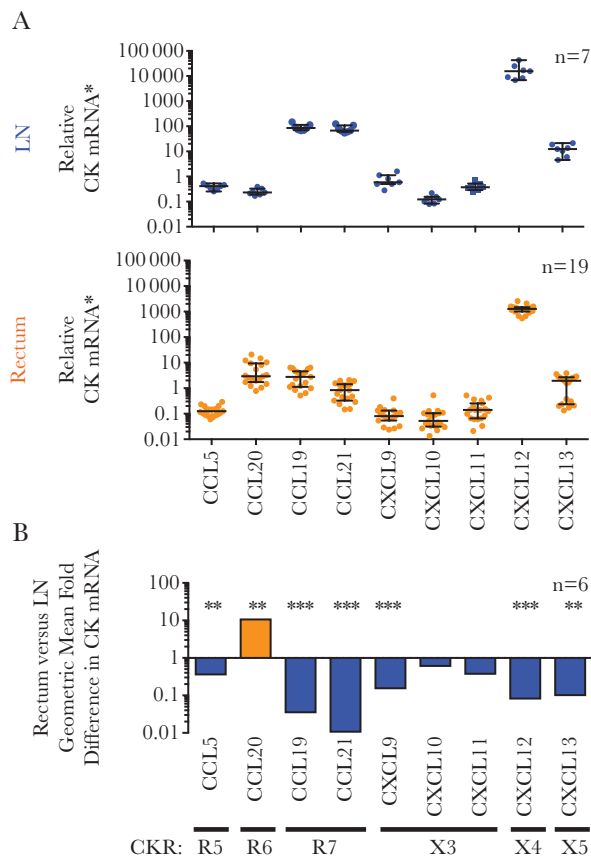 A
LN
Relative
CK mRNA*
100 000
10 000
1000
100
10
1
0.1
0.01
n=7
Rectum
Relative
CK mRNA*
100 000
10 000
1000
100
10
1
0.1
0.01
n=19
CCL5
CCL20
CCL19
CCL21
CXCL9
CXCL10
CXCL11
CXCL12
CXCL13
B
Rectum versus LN
Geometric Mean Fold
Difference in CK mRNA
100
10
1
0.1
0.01
n=6
** ** *** *** *** *** **
CCL5
CCL20
CCL19
CCL21
CXCL9
CXCL10
CXCL11
CXCL12
CXCL13
CKR: R5 R6 R7 X3 X4 X5